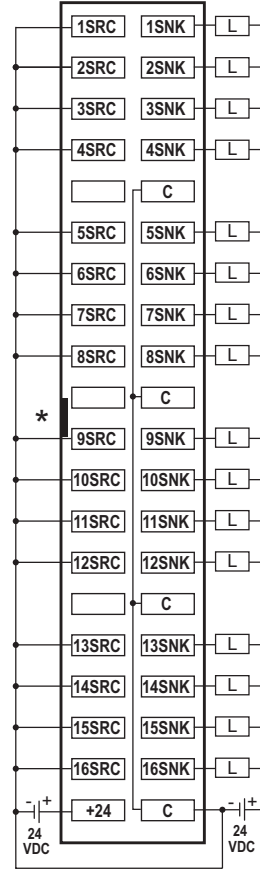 1SRC 1SNK L
2SRC 2SNK L
3SRC 3SNK L
4SRC 4SNK L
C
5SRC 5SNK L
6SRC 6SNK L
7SRC 7SNK L
8SRC 8SNK L
C
*
9SRC 9SNK L
10SRC 10SNK L
11SRC 11SNK L
12SRC 12SNK L
C
13SRC 13SNK L
14SRC 14SNK L
15SRC 15SNK L
16SRC 16SNK L
- + +24 C - +
24 24
VDC VDC